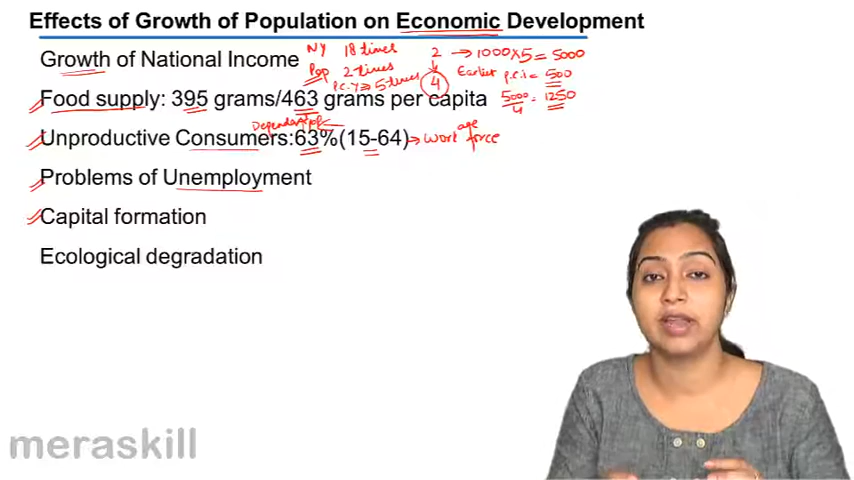 Effects of Growth of Population on Economic Development
Growth of National Income
NY 18 times
Pop 2 times
P.C.Y 5 times
2 → 1000×5 = 5000
4
Earlier p.c.i = 500
5000/4 = 1250
Food supply: 395 grams/463 grams per capita
Unproductive Consumers:63%(15-64)
→ work age force
Problems of Unemployment
Capital formation
Ecological degradation
meraskill